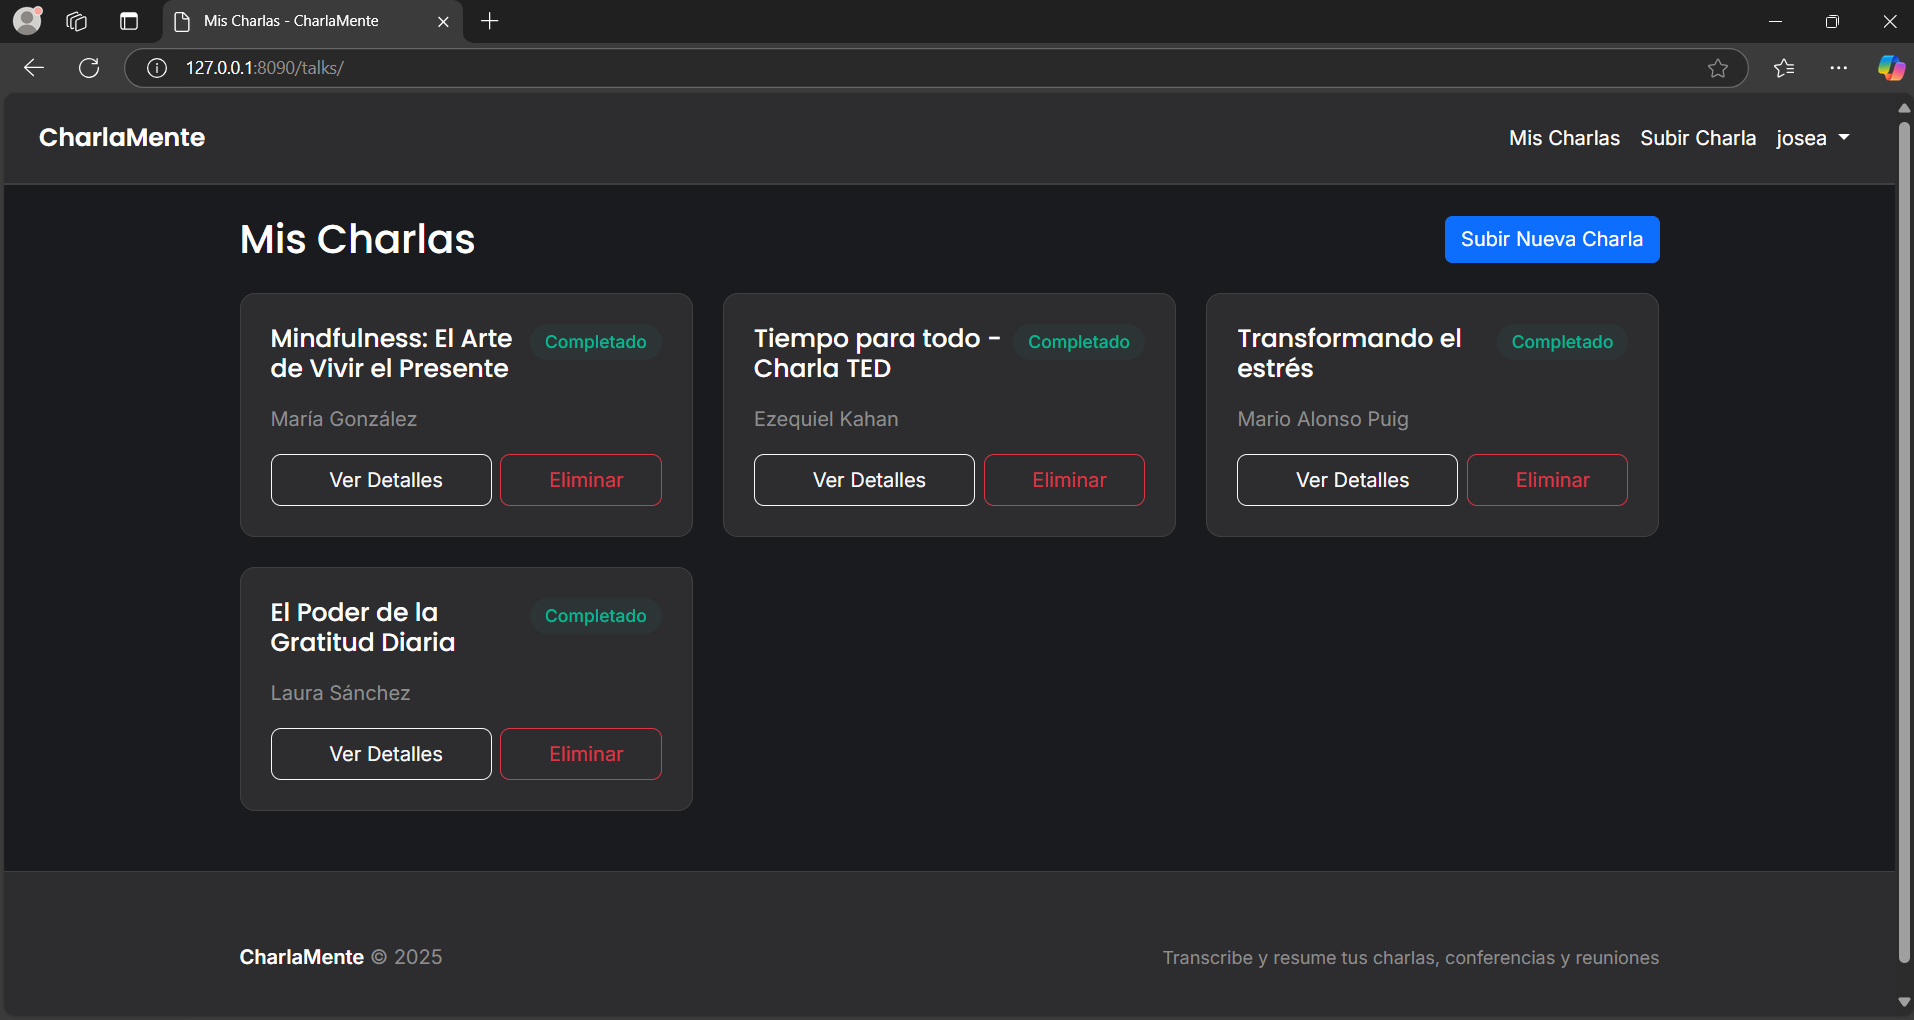 Mis Charlas - CharlaMente
127.0.0.1:8090/talks/
CharlaMente
Mis Charlas
Subir Charla
josea
Mis Charlas
Subir Nueva Charla
Mindfulness: El Arte
de Vivir el Presente
Completado
María González
Ver Detalles
Eliminar
Tiempo para todo -
Charla TED
Completado
Ezequiel Kahan
Ver Detalles
Eliminar
Transformando el
estrés
Completado
Mario Alonso Puig
Ver Detalles
Eliminar
El Poder de la
Gratitud Diaria
Completado
Laura Sánchez
Ver Detalles
Eliminar
CharlaMente © 2025
Transcribe y resume tus charlas, conferencias y reuniones